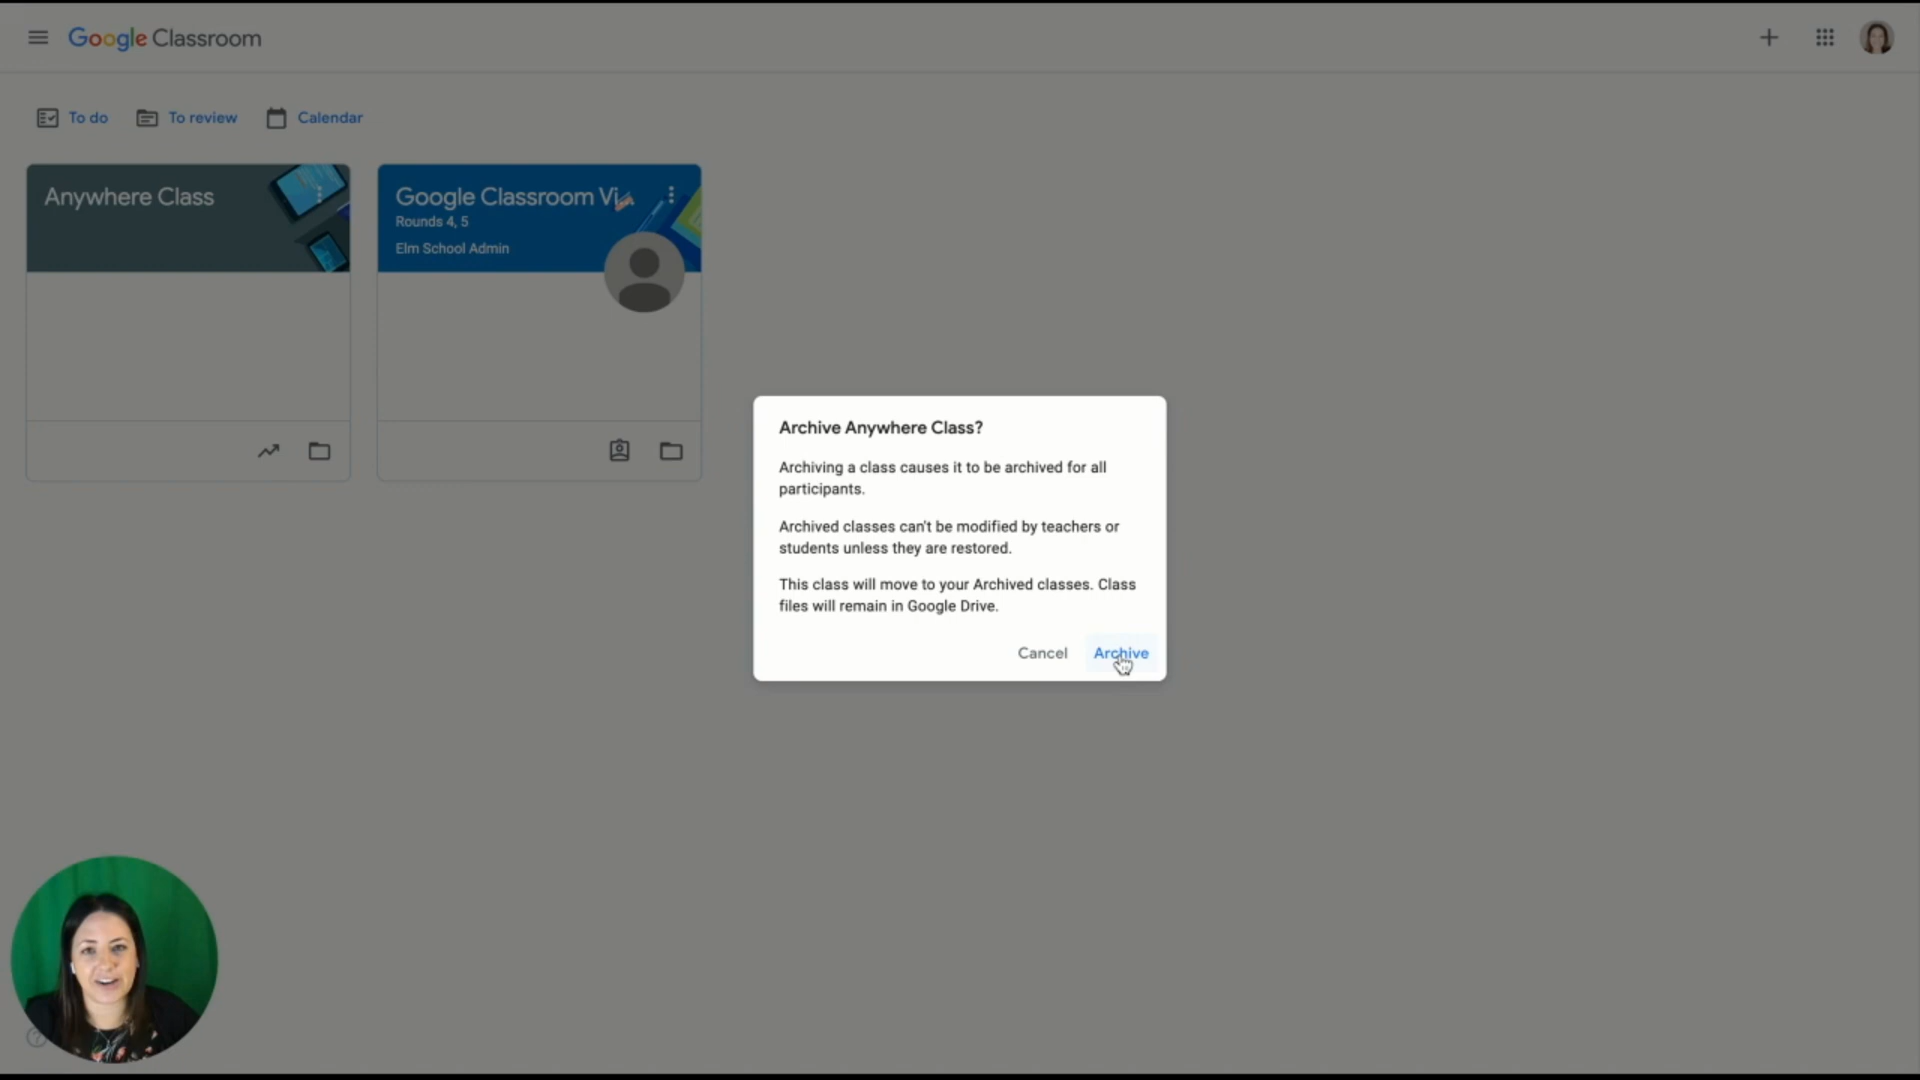 Google Classroom
To do
To review
Calendar
Anywhere Class
Google Classroom Vi...
Rounds 4, 5
Elm School Admin
Archive Anywhere Class?
Archiving a class causes it to be archived for all
participants.
Archived classes can't be modified by teachers or
students unless they are restored.
This class will move to your Archived classes. Class
files will remain in Google Drive.
Cancel
Archive